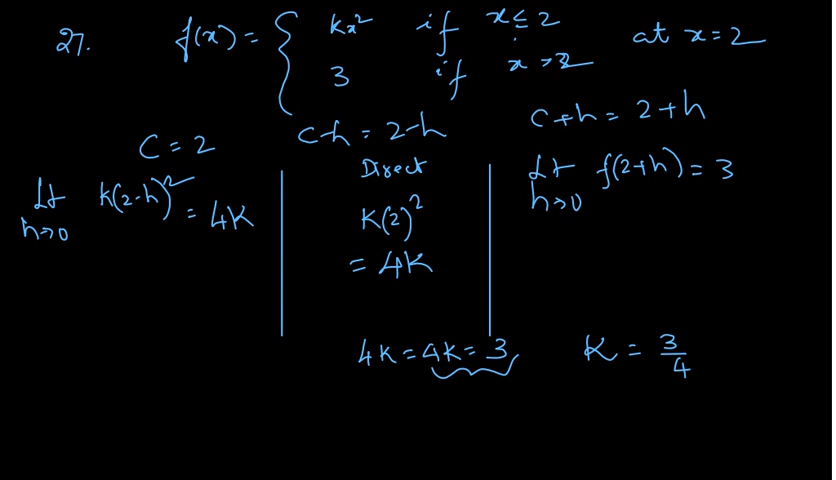 27. f(x) = { Kx² if x ≤ 2 at x = 2
3 if x > 2
C = 2 C-h = 2-h C+h = 2+h
Lt h→0 K(2-h)² = 4K
Direct
K(2)²
= 4K
Lt h→0 f(2+h) = 3
4K = 4K = 3 K = 3/4